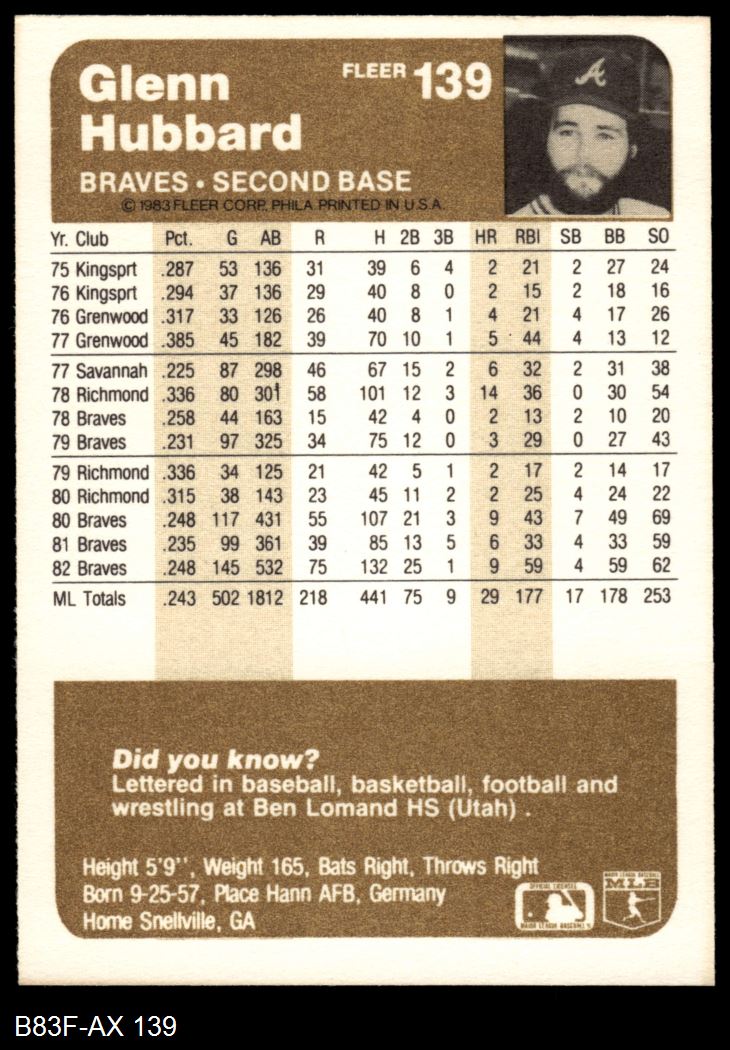 Glenn
Hubbard
FLEER 139
BRAVES • SECOND BASE
© 1983 FLEER CORP. PHILA. PRINTED IN U.S.A.
A
Yr. Club Pct. G AB R H 2B 3B HR RBI SB BB SO
75 Kingsprt .287 53 136 31 39 6 4 2 21 2 27 24
76 Kingsprt .294 37 136 29 40 8 0 2 15 2 18 16
76 Grenwood .317 33 126 26 40 8 1 4 21 4 17 26
77 Grenwood .385 45 182 39 70 10 1 5 44 4 13 12
77 Savannah .225 87 298 46 67 15 2 6 32 2 31 38
78 Richmond .336 80 301 58 101 12 3 14 36 0 30 54
78 Braves .258 44 163 15 42 4 0 2 13 2 10 20
79 Braves .231 97 325 34 75 12 0 3 29 0 27 43
79 Richmond .336 34 125 21 42 5 1 2 17 2 14 17
80 Richmond .315 38 143 23 45 11 2 2 25 4 24 22
80 Braves .248 117 431 55 107 21 3 9 43 7 49 69
81 Braves .235 99 361 39 85 13 5 6 33 4 33 59
82 Braves .248 145 532 75 132 25 1 9 59 4 59 62
ML Totals .243 502 1812 218 441 75 9 29 177 17 178 253
Did you know?
Lettered in baseball, basketball, football and
wrestling at Ben Lomand HS (Utah) .
Height 5'9'', Weight 165, Bats Right, Throws Right
Born 9-25-57, Place Hann AFB, Germany
Home Snellville, GA
OFFICIAL LICENSEE
MAJOR LEAGUE BASEBALL
MAJOR LEAGUE BASEBALL
MLB
B83F-AX 139